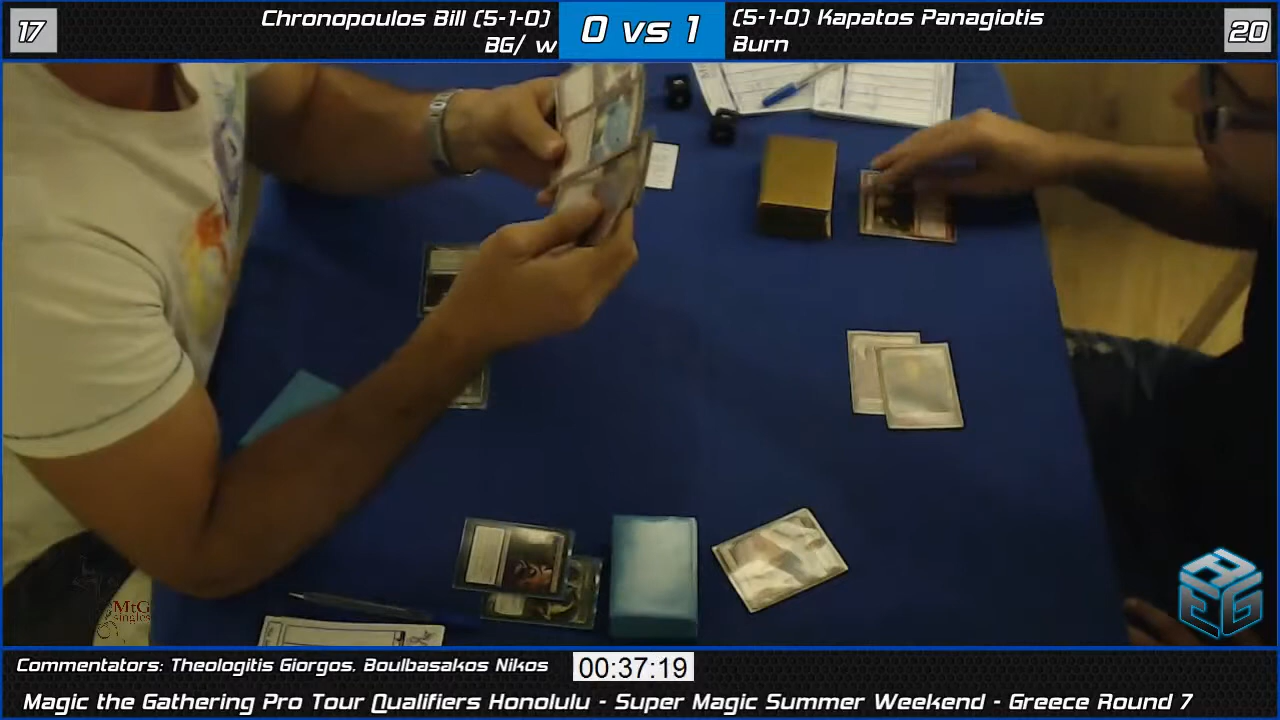 17
Chronopoulos Bill (5-1-0)
BG/ w
0 vs 1
(5-1-0) Kapatos Panagiotis
Burn
20
MtG
singles
Commentators: Theologitis Giorgos, Boulbasakos Nikos
00:37:19
Magic the Gathering Pro Tour Qualifiers Honolulu - Super Magic Summer Weekend - Greece Round 7